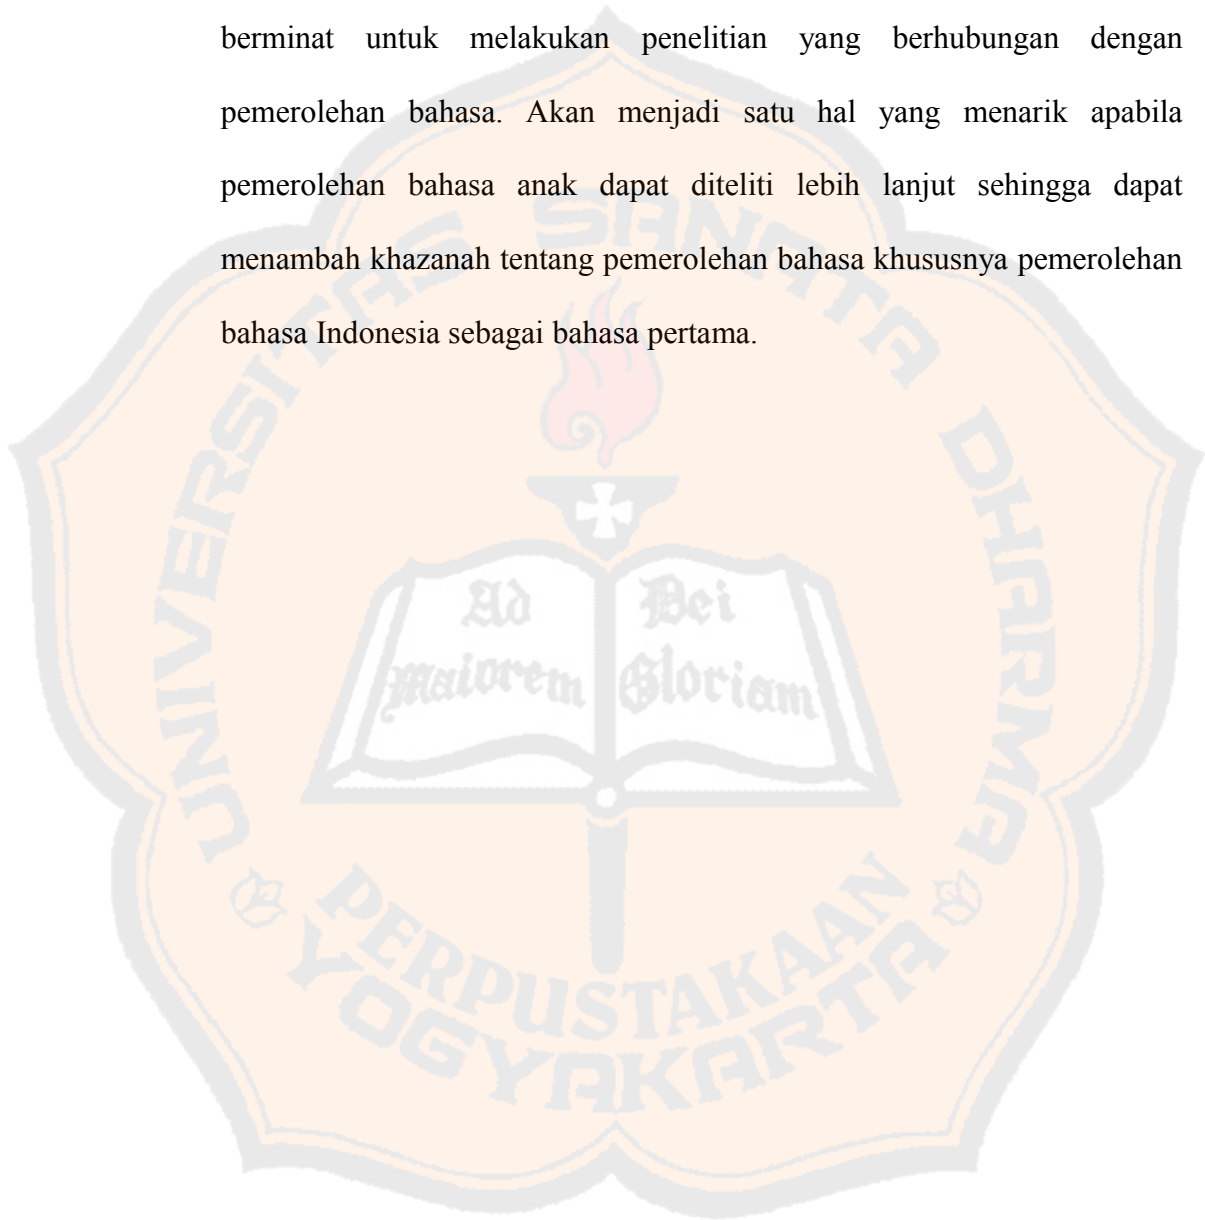 berminat untuk melakukan penelitian yang berhubungan dengan
pemerolehan bahasa. Akan menjadi satu hal yang menarik apabila
pemerolehan bahasa anak dapat diteliti lebih lanjut sehingga dapat
menambah khazanah tentang pemerolehan bahasa khususnya pemerolehan
bahasa Indonesia sebagai bahasa pertama.
UNIVERSITAS SANATA DHARMA
Ad Dei
Maiorem Gloriam
PERPUSTAKAAN
YOGYAKARTA